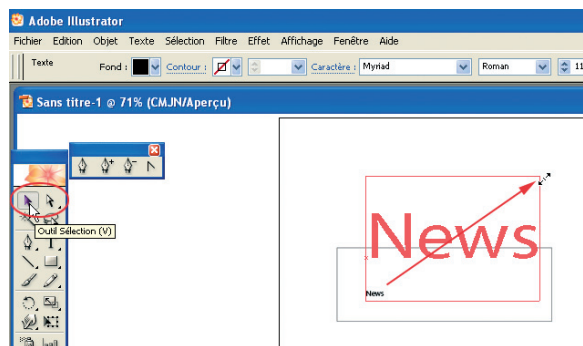 Adobe Illustrator
Fichier Edition Objet Texte Sélection Filtre Effet Affichage Fenêtre Aide
Texte Fond : Contour : Caractère : Myriad Roman 11
Sans titre-1 @ 71% (CMJN/Aperçu)
Outil Sélection (V)
T
News
News